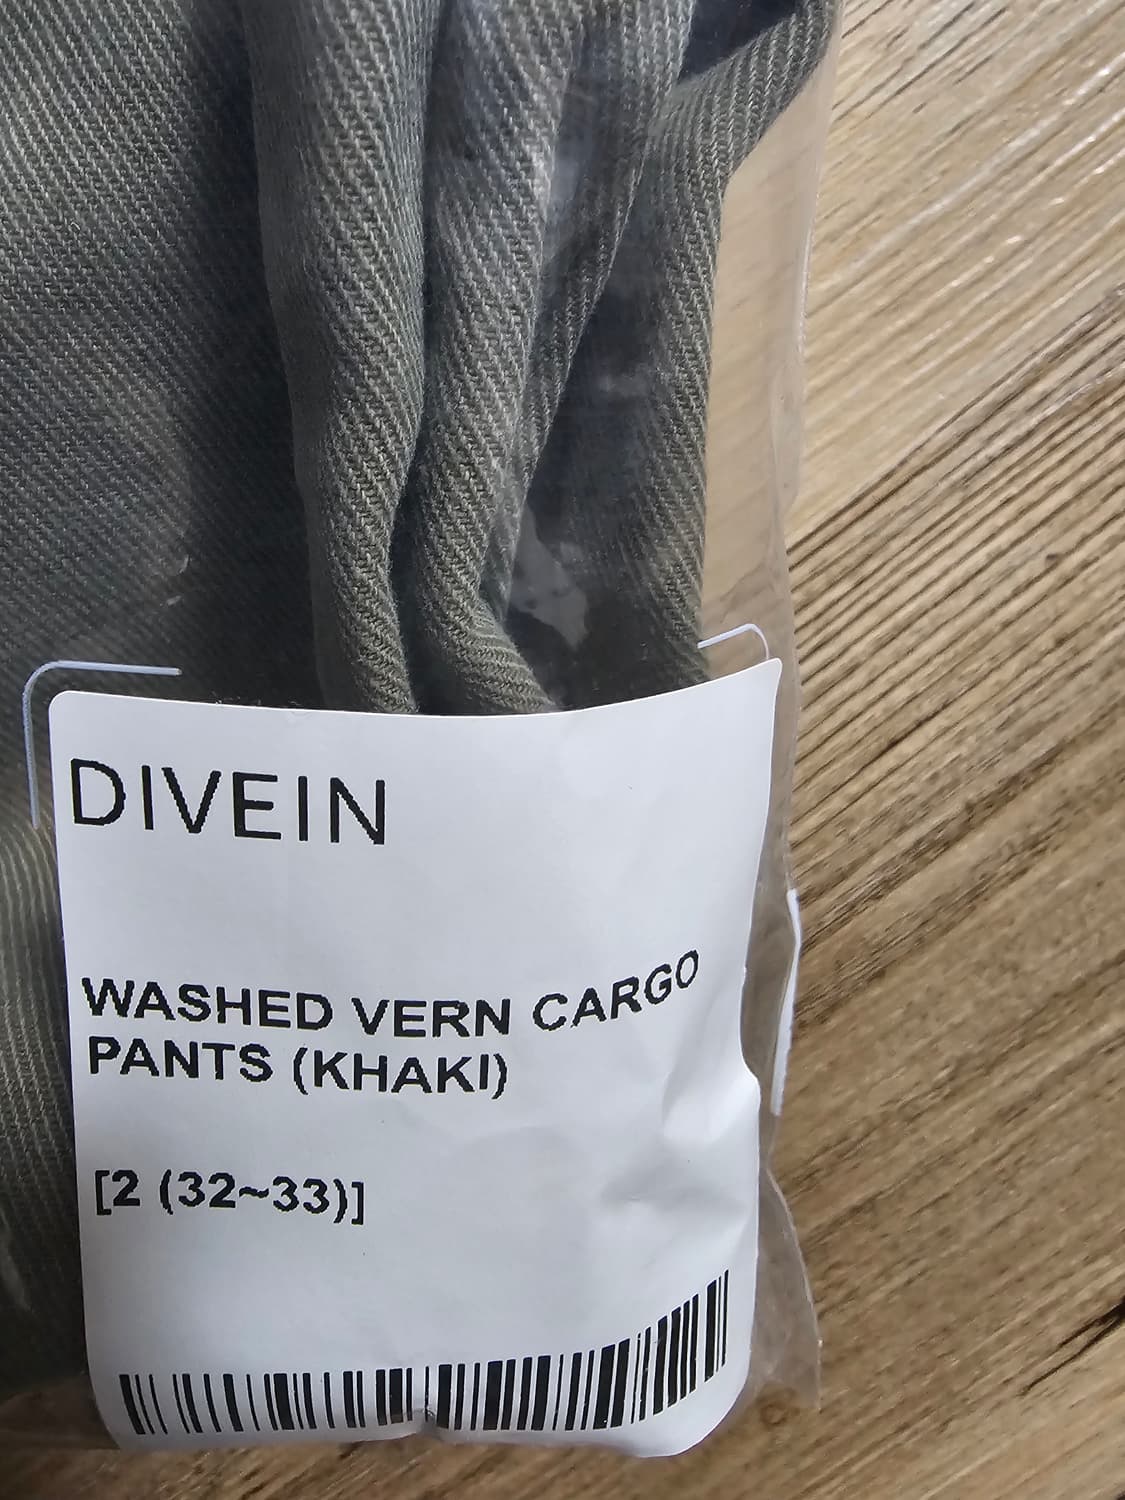 DIVEIN
WASHED VERN CARGO
PANTS (KHAKI)
[2 (32~33)]